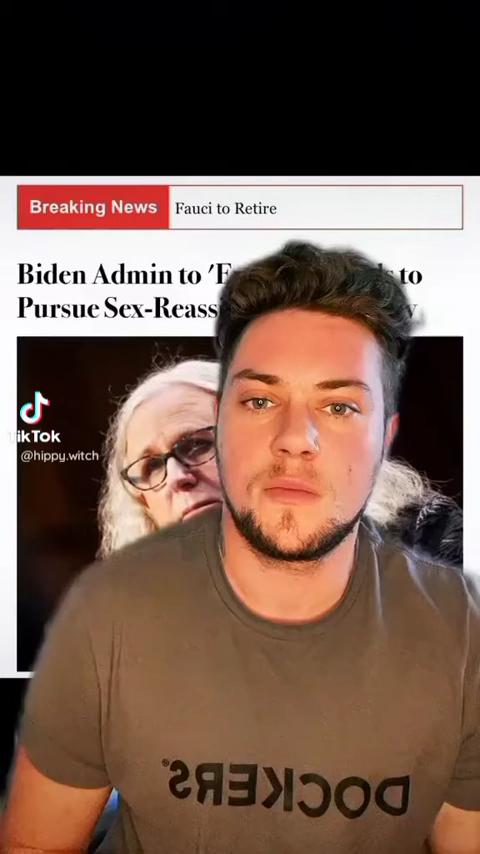 Breaking News Fauci to Retire
Biden Admin to to
Pursue Sex-Reass
TikTok
@hippy.witch
DOCKERS®